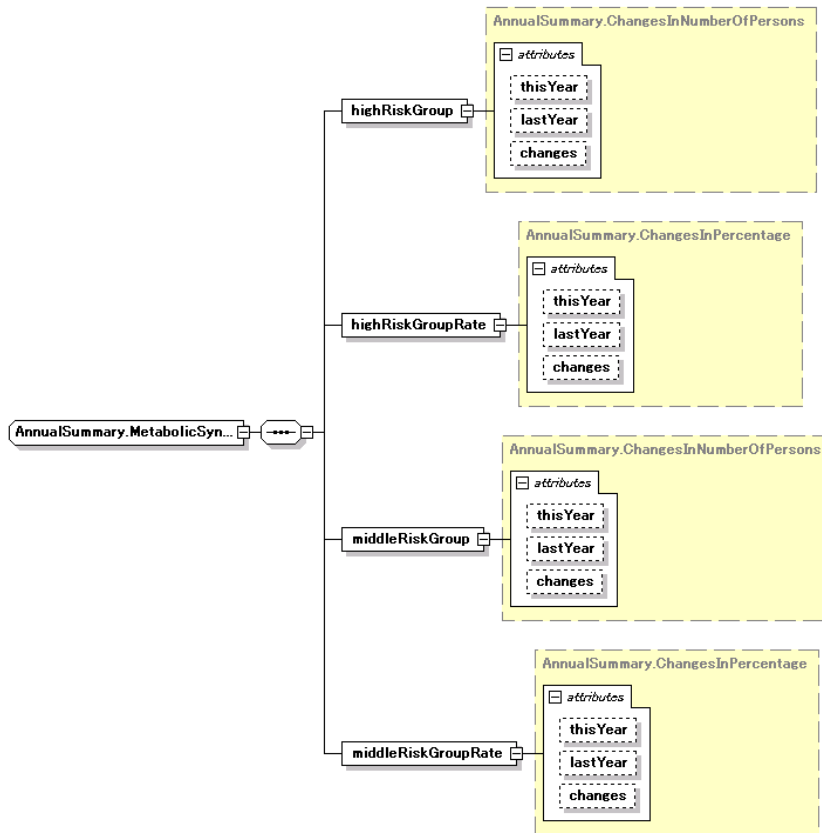 AnnualSummary.ChangesInNumberOfPersons
attributes
thisYear
highRiskGroup
lastYear
changes
AnnualSummary.ChangesInPercentage
attributes
thisYear
highRiskGroupRate
lastYear
changes
AnnualSummary.MetabolicSyn...
AnnualSummary.ChangesInNumberOfPersons
attributes
thisYear
middleRiskGroup
lastYear
changes
AnnualSummary.ChangesInPercentage
attributes
thisYear
middleRiskGroupRate
lastYear
changes